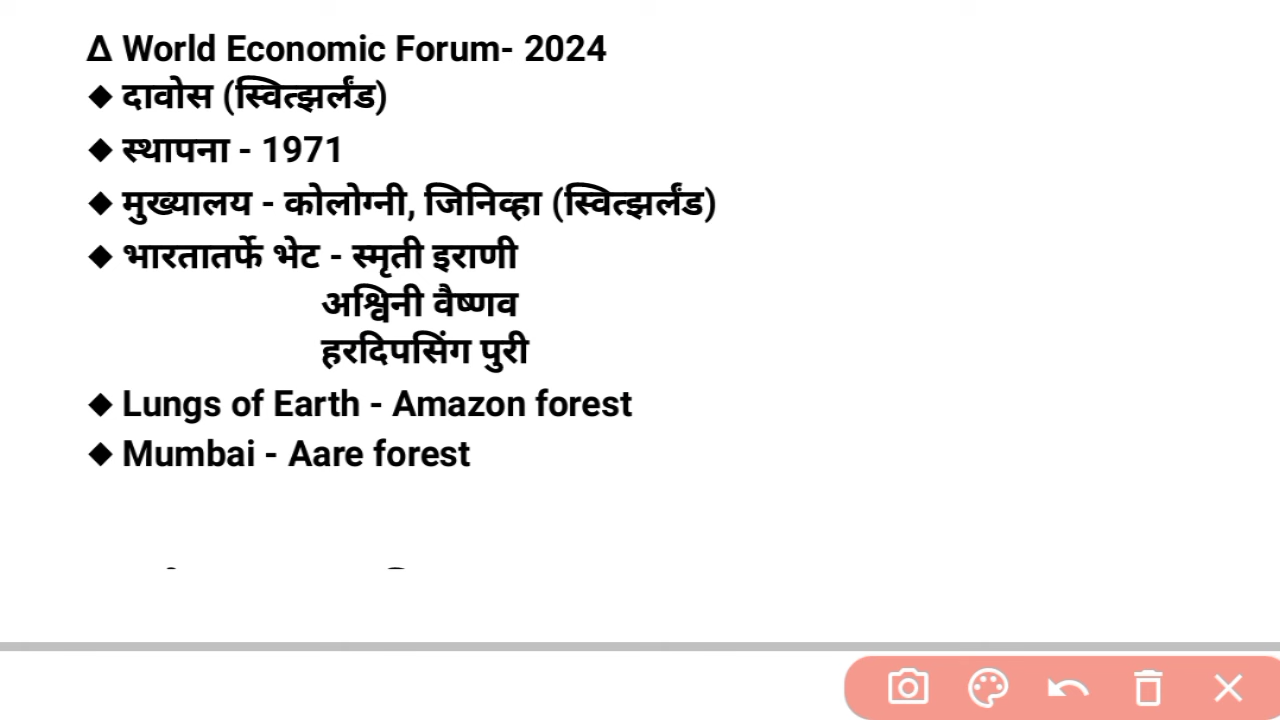 Δ World Economic Forum- 2024
◆ दावोस (स्वित्झर्लंड)
◆ स्थापना - 1971
◆ मुख्यालय - कोलोग्नी, जिनिव्हा (स्वित्झर्लंड)
◆ भारतातर्फे भेट - स्मृती इराणी
अश्विनी वैष्णव
हरदिपसिंग पुरी
◆ Lungs of Earth - Amazon forest
◆ Mumbai - Aare forest